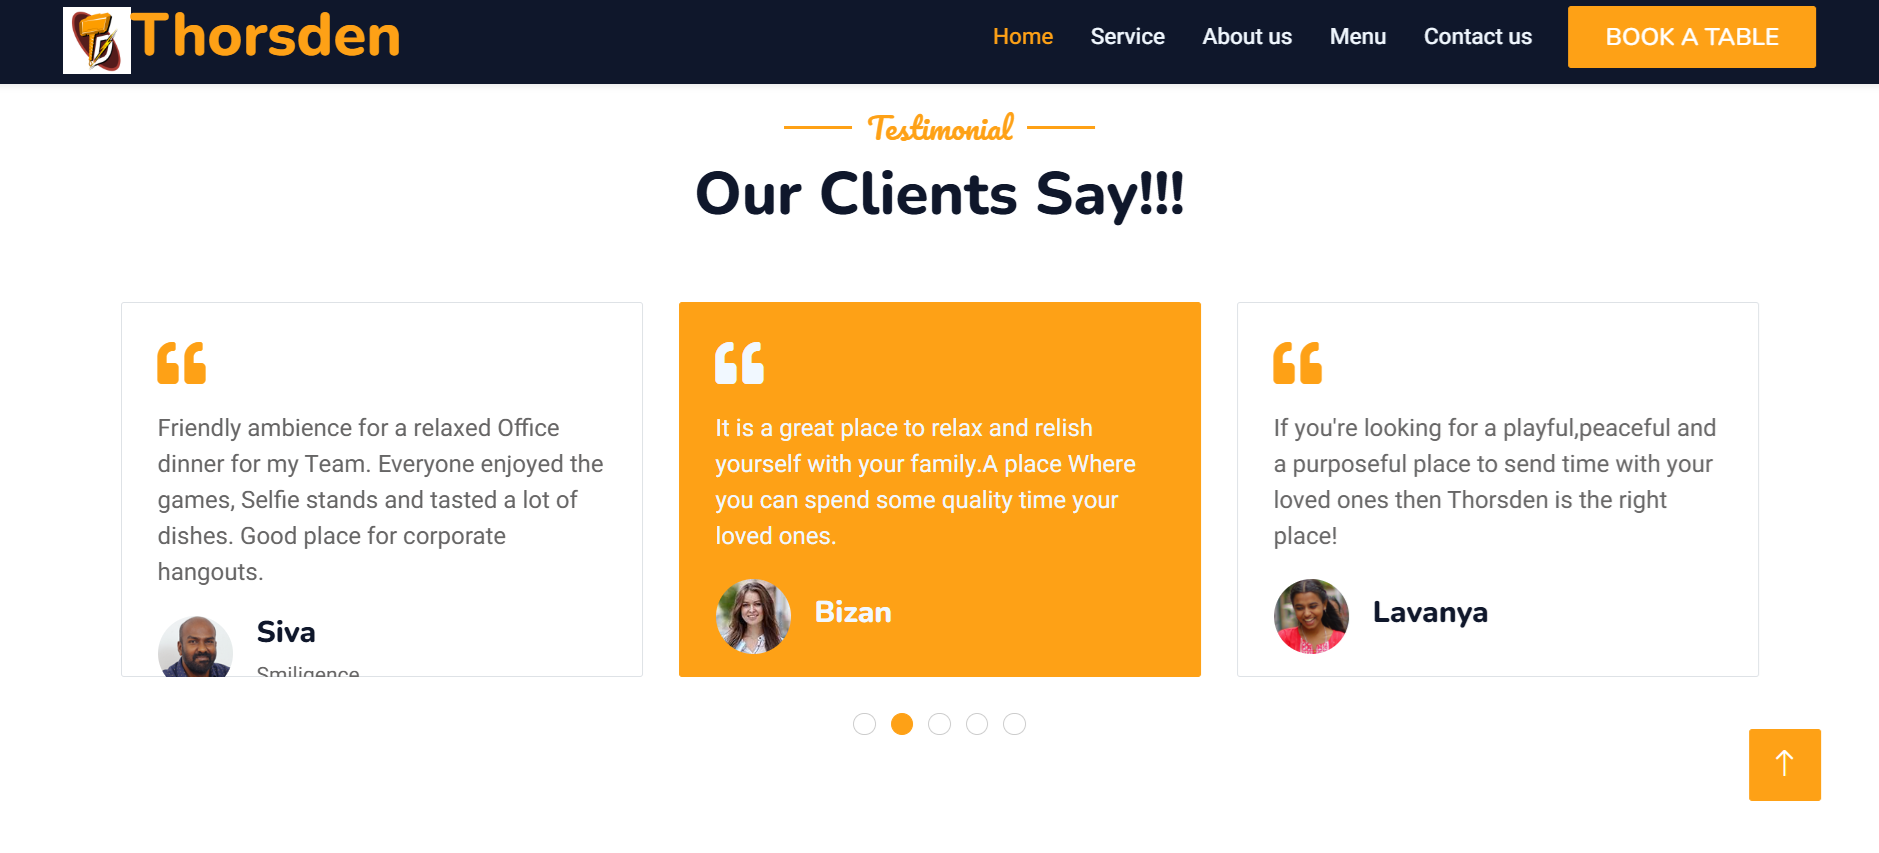 Thorsden
Home Service About us Menu Contact us BOOK A TABLE
Testimonial
Our Clients Say!!!
Friendly ambience for a relaxed Office
dinner for my Team. Everyone enjoyed the
games, Selfie stands and tasted a lot of
dishes. Good place for corporate
hangouts.
Siva
Smiligence
It is a great place to relax and relish
yourself with your family.A place Where
you can spend some quality time your
loved ones.
Bizan
If you're looking for a playful,peaceful and
a purposeful place to send time with your
loved ones then Thorsden is the right
place!
Lavanya